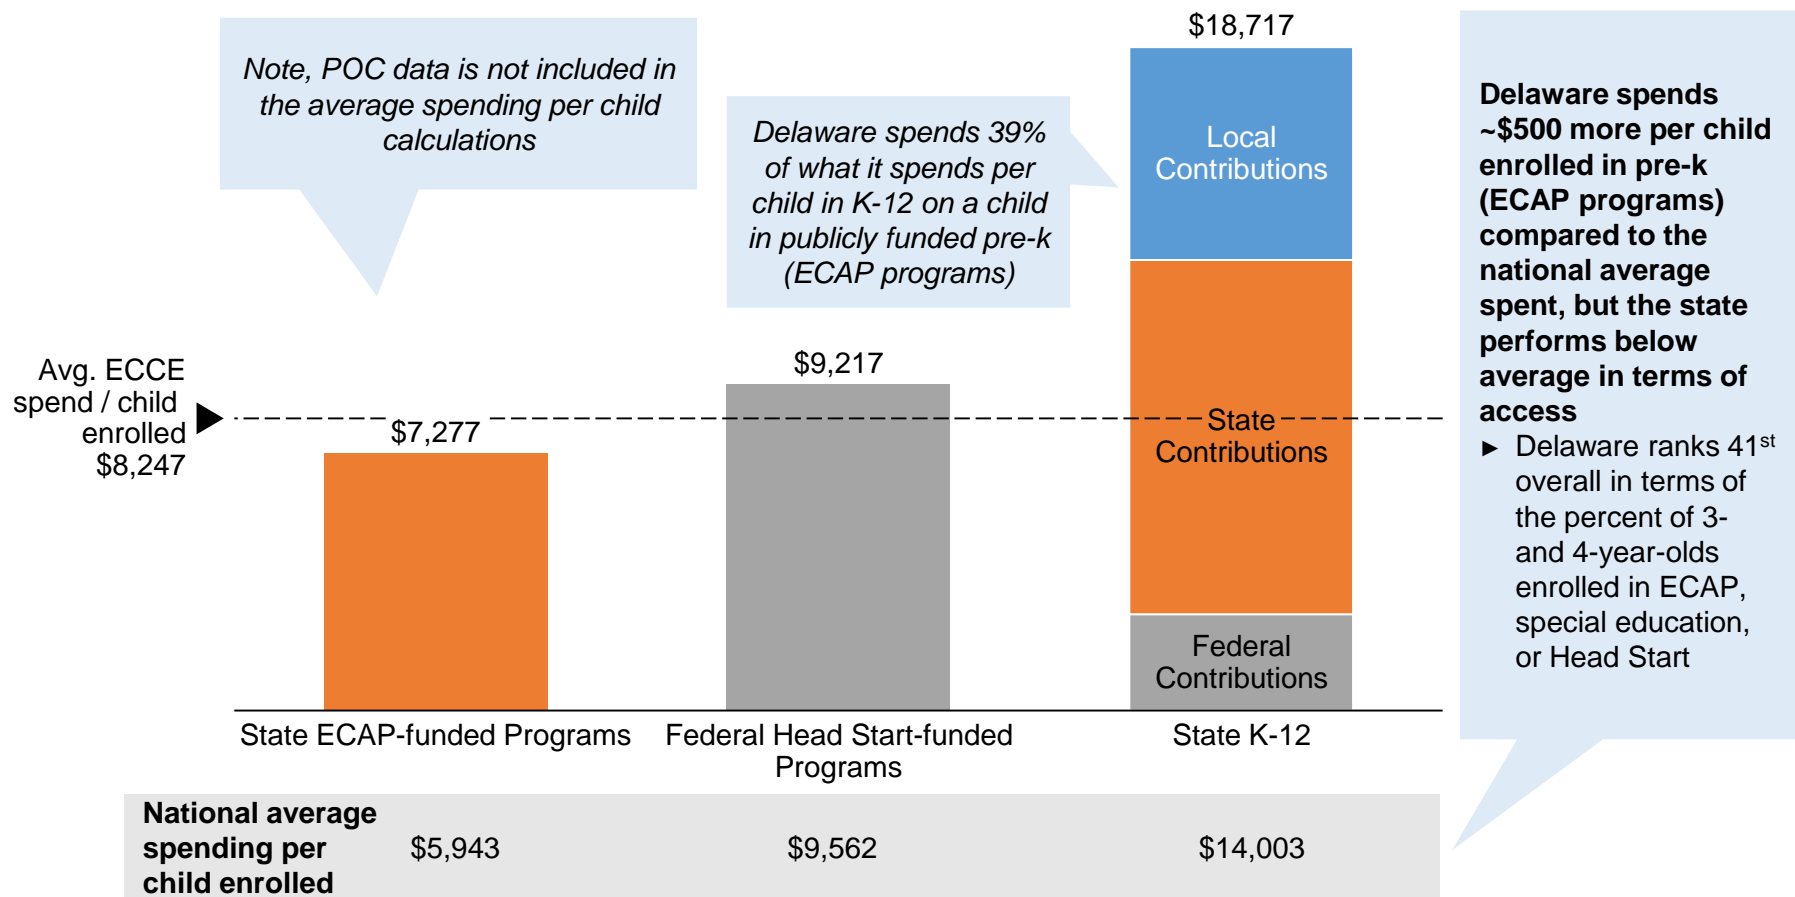 Note, POC data is not included in
the average spending per child
calculations
Delaware spends 39%
of what it spends per
child in K-12 on a child
in publicly funded pre-k
(ECAP programs)
$18,717
Local
Contributions
State
Contributions
Federal
Contributions
$9,217
$7,277
Avg. ECCE
spend / child
enrolled
$8,247
State ECAP-funded Programs
Federal Head Start-funded
Programs
State K-12
National average
spending per
child enrolled
$5,943
$9,562
$14,003
Delaware spends
~$500 more per child
enrolled in pre-k
(ECAP programs)
compared to the
national average
spent, but the state
performs below
average in terms of
access
► Delaware ranks 41st
overall in terms of
the percent of 3-
and 4-year-olds
enrolled in ECAP,
special education,
or Head Start